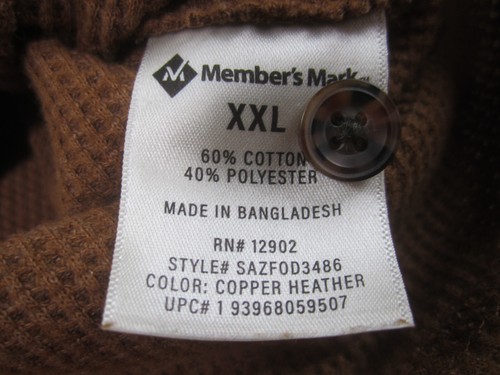 Member's Mark™
XXL
60% COTTON
40% POLYESTER
MADE IN BANGLADESH
RN# 12902
STYLE# SAZFOD3486
COLOR: COPPER HEATHER
UPC# 1 93968059507